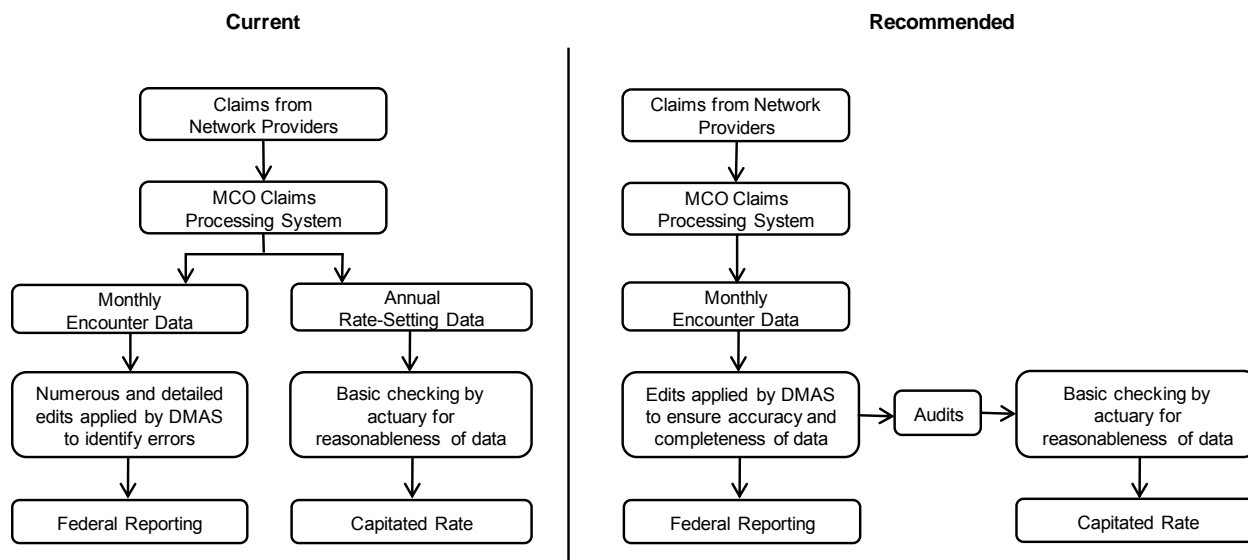 Current
Claims from
Network Providers
MCO Claims
Processing System
Monthly
Encounter Data
Annual
Rate-Setting Data
Numerous and detailed
edits applied by DMAS
to identify errors
Basic checking by
actuary for
reasonableness of data
Federal Reporting
Capitated Rate
Recommended
Claims from Network
Providers
MCO Claims
Processing System
Monthly
Encounter Data
Edits applied by DMAS
to ensure accuracy and
completeness of data
Audits
Basic checking by
actuary for
reasonableness of data
Federal Reporting
Capitated Rate